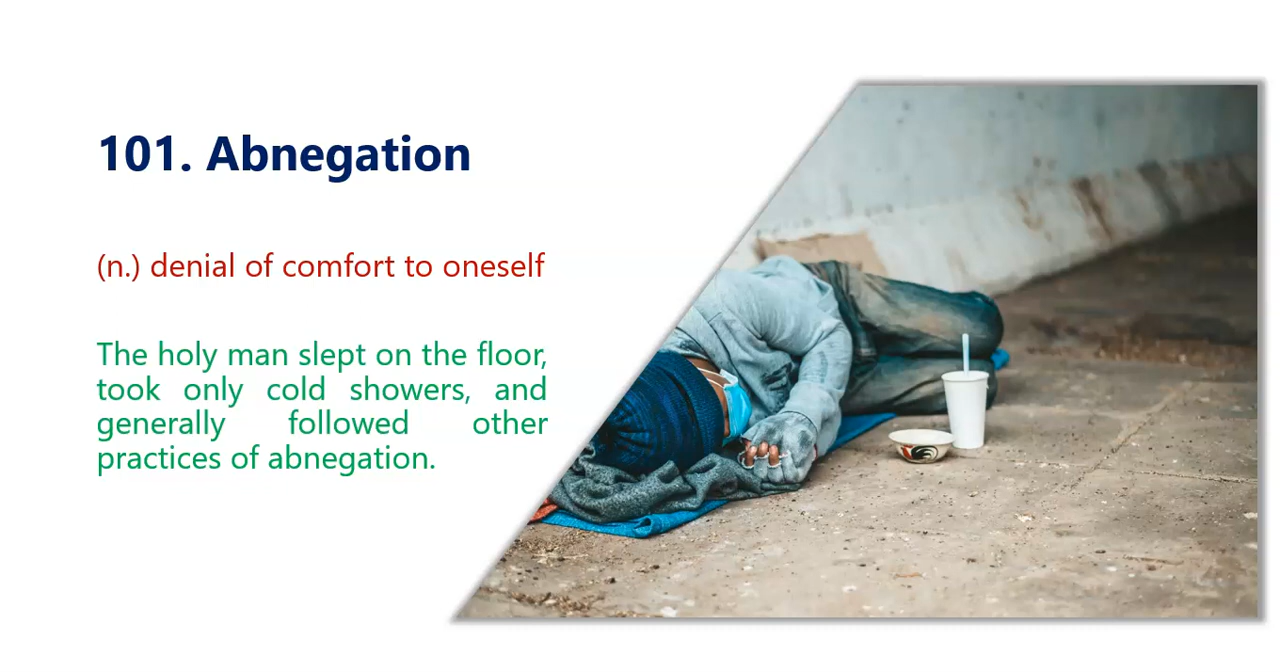 101. Abnegation
(n.) denial of comfort to oneself
The holy man slept on the floor,
took only cold showers, and
generally followed other
practices of abnegation.